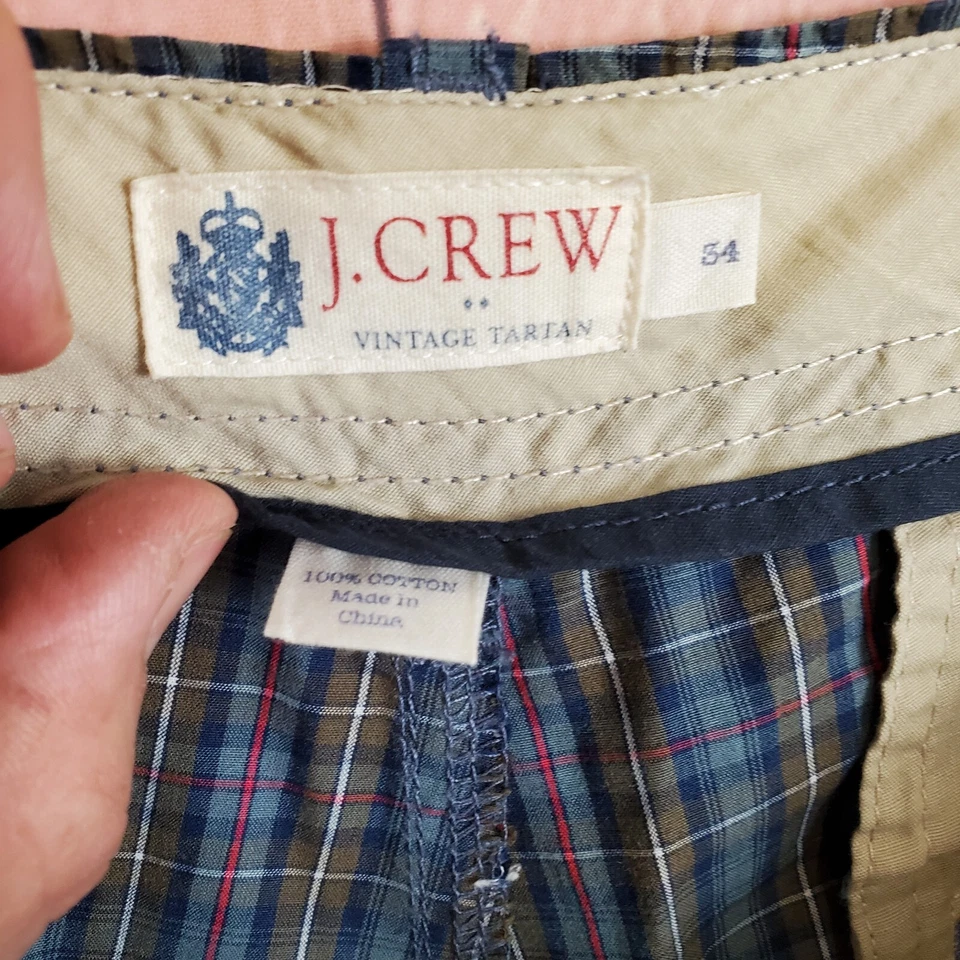 J.CREW
VINTAGE TARTAN
34
100% COTTON
Made in
China